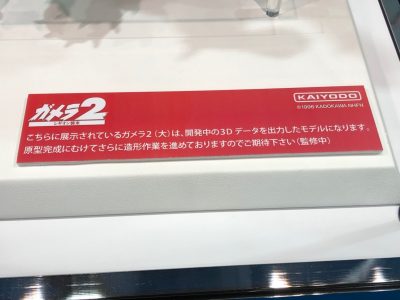 ガメラ2
レギオン襲来
KAIYODO
©1996 KADOKAWA NHFN
こちらに展示されているガメラ2（大）は、開発中の3Dデータを出力したモデルになります。
原型完成にむけてさらに造形作業を進めておりますのでご期待下さい（監修中）